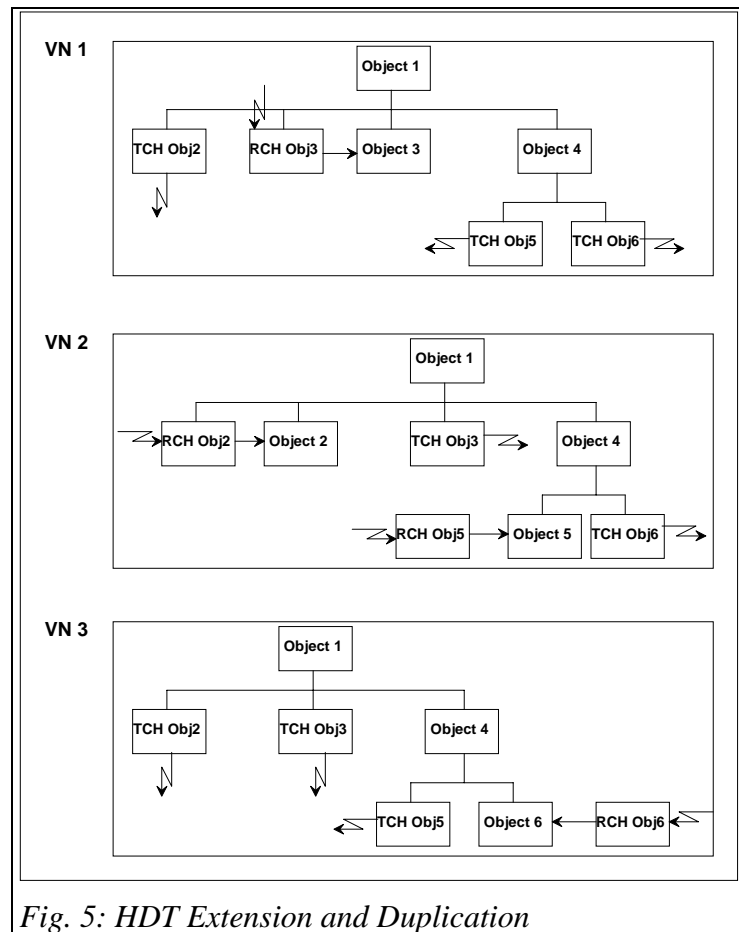 VN 1
Object 1
TCH Obj2
RCH Obj3
Object 3
Object 4
TCH Obj5
TCH Obj6
VN 2
Object 1
RCH Obj2
Object 2
TCH Obj3
Object 4
RCH Obj5
Object 5
TCH Obj6
VN 3
Object 1
TCH Obj2
TCH Obj3
Object 4
TCH Obj5
Object 6
RCH Obj6
Fig. 5: HDT Extension and Duplication